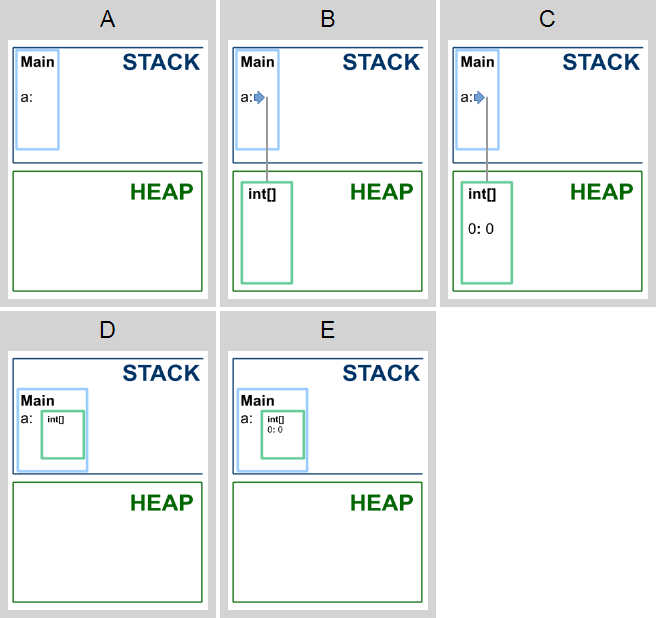 A
Main STACK
a:
HEAP
B
Main STACK
a:
int[] HEAP
C
Main STACK
a:
int[] HEAP
0: 0
D
STACK
Main
a: int[]
HEAP
E
STACK
Main
a: int[]
0: 0
HEAP